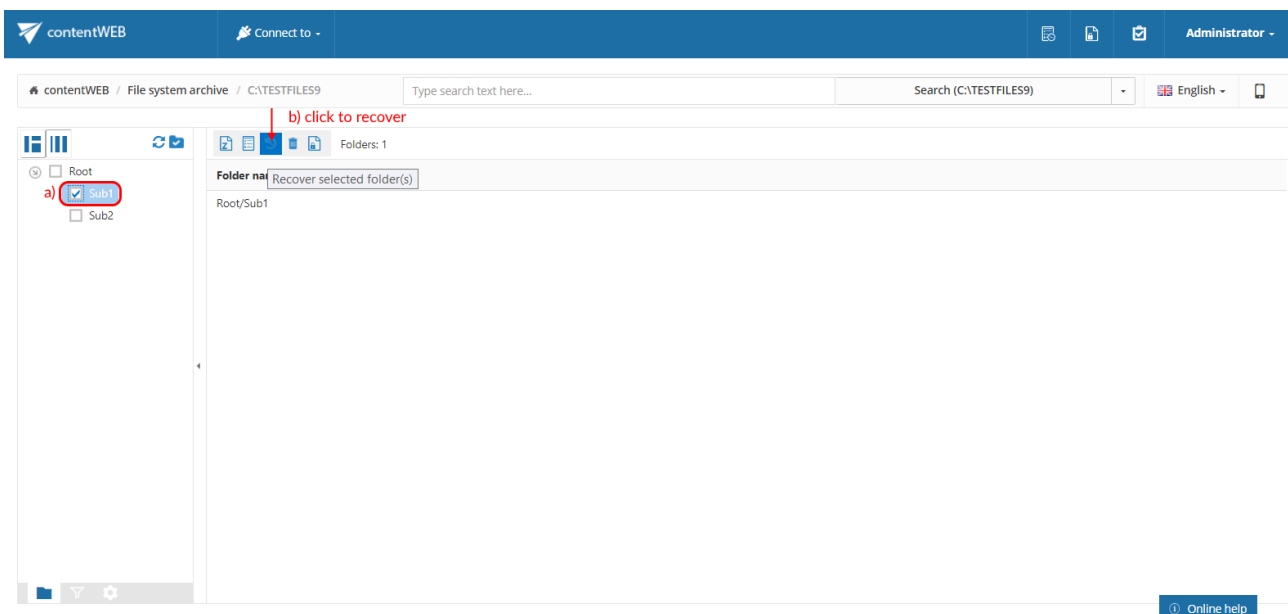 contentWEB
Connect to
Administrator
contentWEB / File system archive / C:\TESTFILES9
Type search text here...
Search (C:\TESTFILES9)
English
b) click to recover
Folders: 1
Root
a)
Sub1
Sub2
Folder na
Recover selected folder(s)
Root/Sub1
Online help